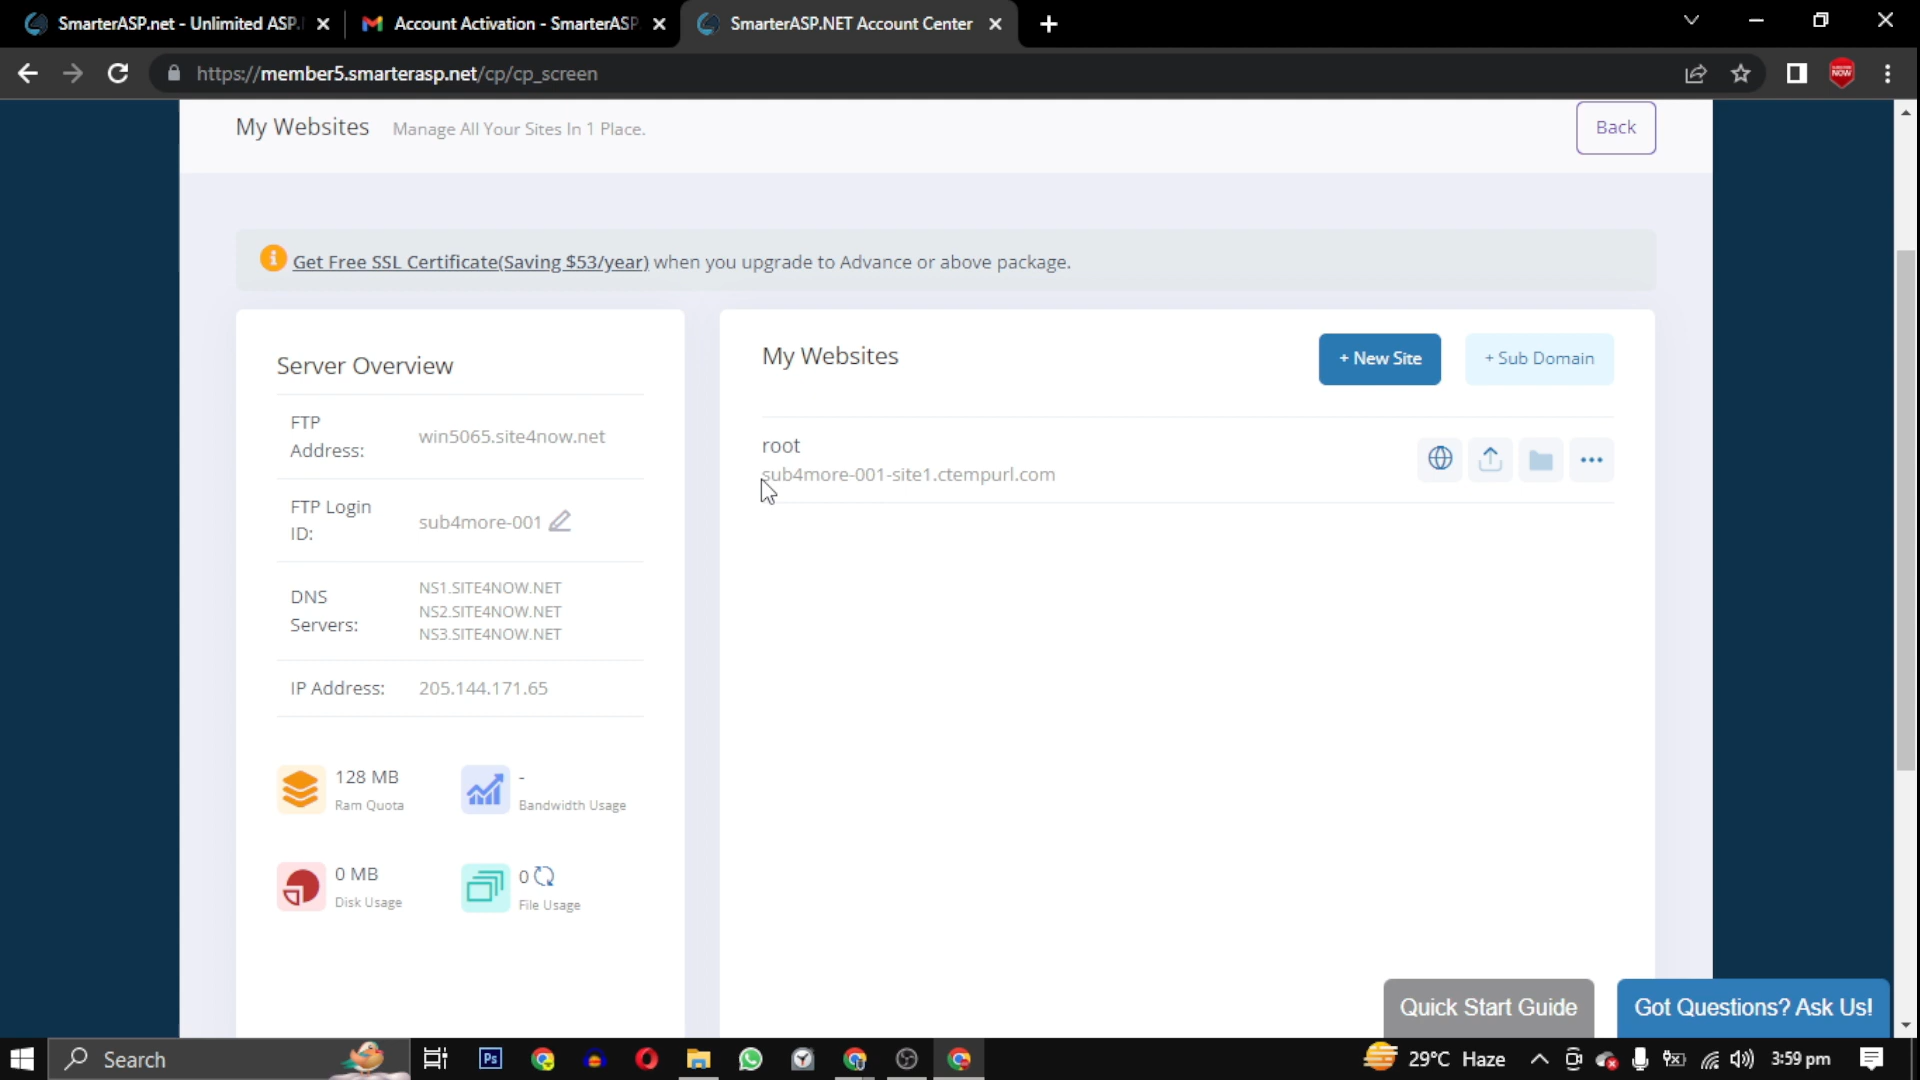 SmarterASP.net - Unlimited ASP.
Account Activation - SmarterASP
SmarterASP.NET Account Center
https://member5.smarterasp.net/cp/cp_screen
NOW
My Websites Manage All Your Sites In 1 Place.
Back
Get Free SSL Certificate(Saving $53/year) when you upgrade to Advance or above package.
Server Overview
FTP
Address:
win5065.site4now.net
FTP Login
ID:
sub4more-001
DNS
Servers:
NS1.SITE4NOW.NET
NS2.SITE4NOW.NET
NS3.SITE4NOW.NET
IP Address:
205.144.171.65
128 MB
Ram Quota
-
Bandwidth Usage
0 MB
Disk Usage
0
File Usage
My Websites
+ New Site
+ Sub Domain
root
sub4more-001-site1.ctempurl.com
Quick Start Guide
Got Questions? Ask Us!
Search
Ps
29°C Haze
3:59 pm